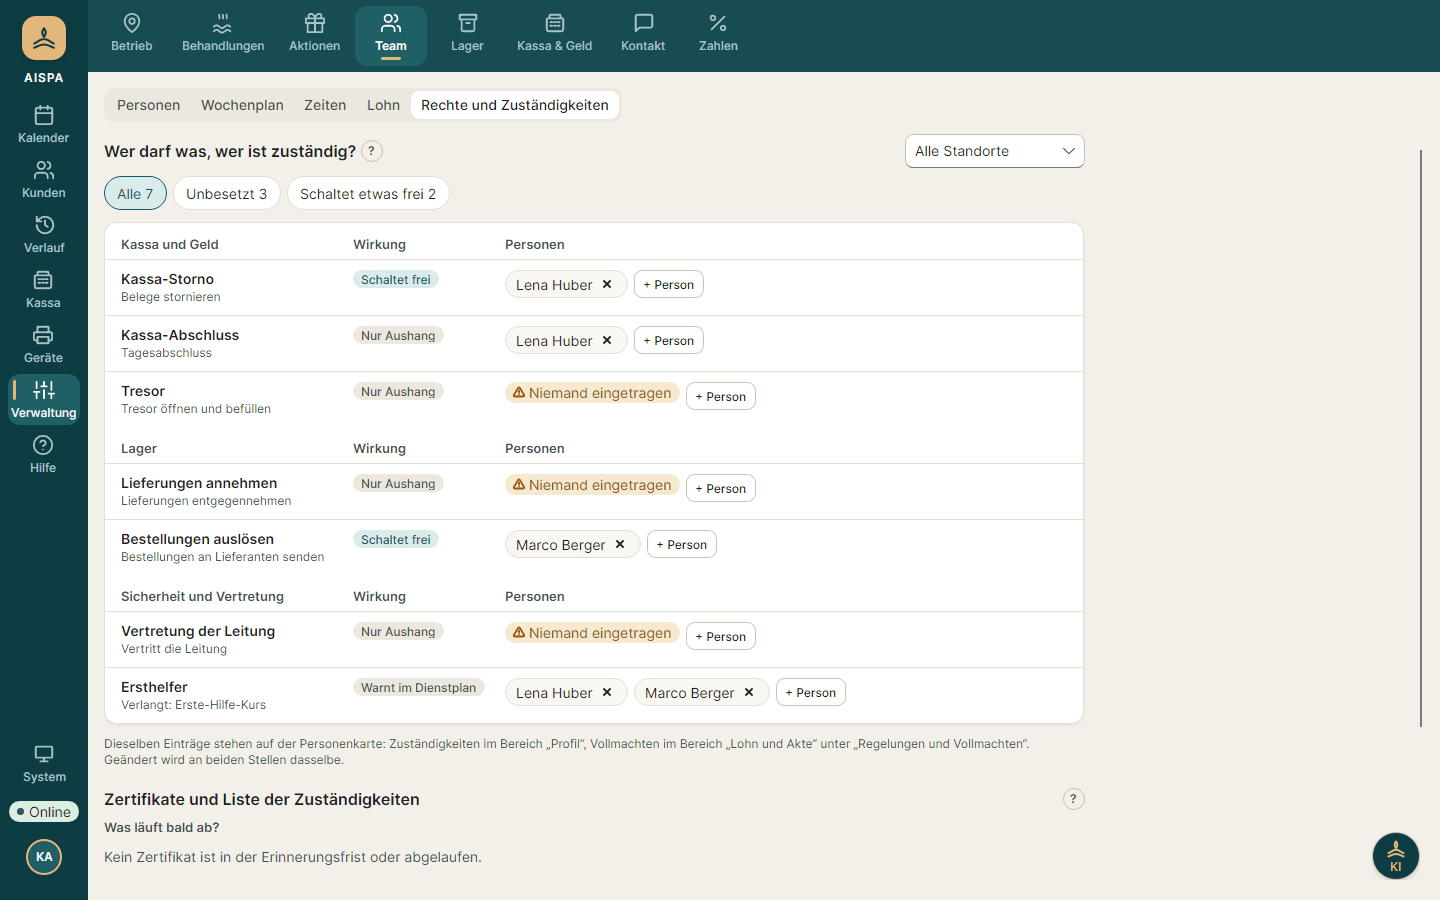 AISPA
Kalender
Kunden
Verlauf
Kassa
Geräte
Verwaltung
Hilfe
System
Online
KA
Betrieb
Behandlungen
Aktionen
Team
Lager
Kassa & Geld
Kontakt
Zahlen
Personen
Wochenplan
Zeiten
Lohn
Rechte und Zuständigkeiten
Wer darf was, wer ist zuständig? ?
Alle Standorte
Alle 7
Unbesetzt 3
Schaltet etwas frei 2
Kassa und Geld Wirkung Personen
Kassa-Storno Schaltet frei Lena Huber × + Person
Belege stornieren
Kassa-Abschluss Nur Aushang Lena Huber × + Person
Tagesabschluss
Tresor Nur Aushang Niemand eingetragen + Person
Tresor öffnen und befüllen
Lager Wirkung Personen
Lieferungen annehmen Nur Aushang Niemand eingetragen + Person
Lieferungen entgegennehmen
Bestellungen auslösen Schaltet frei Marco Berger × + Person
Bestellungen an Lieferanten senden
Sicherheit und Vertretung Wirkung Personen
Vertretung der Leitung Nur Aushang Niemand eingetragen + Person
Vertritt die Leitung
Ersthelfer Warnt im Dienstplan Lena Huber × Marco Berger × + Person
Verlangt: Erste-Hilfe-Kurs
Dieselben Einträge stehen auf der Personenkarte: Zuständigkeiten im Bereich „Profil“, Vollmachten im Bereich „Lohn und Akte“ unter „Regelungen und Vollmachten“.
Geändert wird an beiden Stellen dasselbe.
Zertifikate und Liste der Zuständigkeiten ?
Was läuft bald ab?
Kein Zertifikat ist in der Erinnerungsfrist oder abgelaufen.
KI